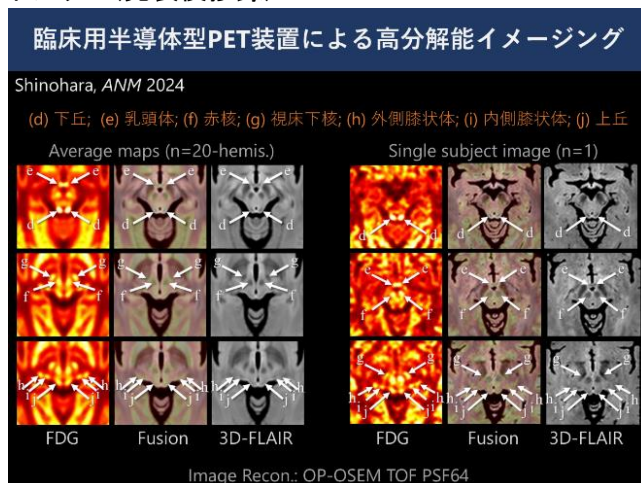 臨床用半導体型PET装置による高分解能イメージング
Shinohara, ANM 2024
(d) 下丘; (e) 乳頭体; (f) 赤核; (g) 視床下核; (h) 外側膝状体; (i) 内側膝状体; (j) 上丘
Average maps (n=20-hemis.)
Single subject image (n=1)
e e e e e e
d d d d d d
e e e e
d d d d d d
g g g g g g
f f f f f f
e e e e
f f f f
g g g g g g
h i j j i h h i j j i h h i j j i h
h i j j i h h i j j i h h i j j i h
FDG Fusion 3D-FLAIR
FDG Fusion 3D-FLAIR
Image Recon.: OP-OSEM TOF PSF64